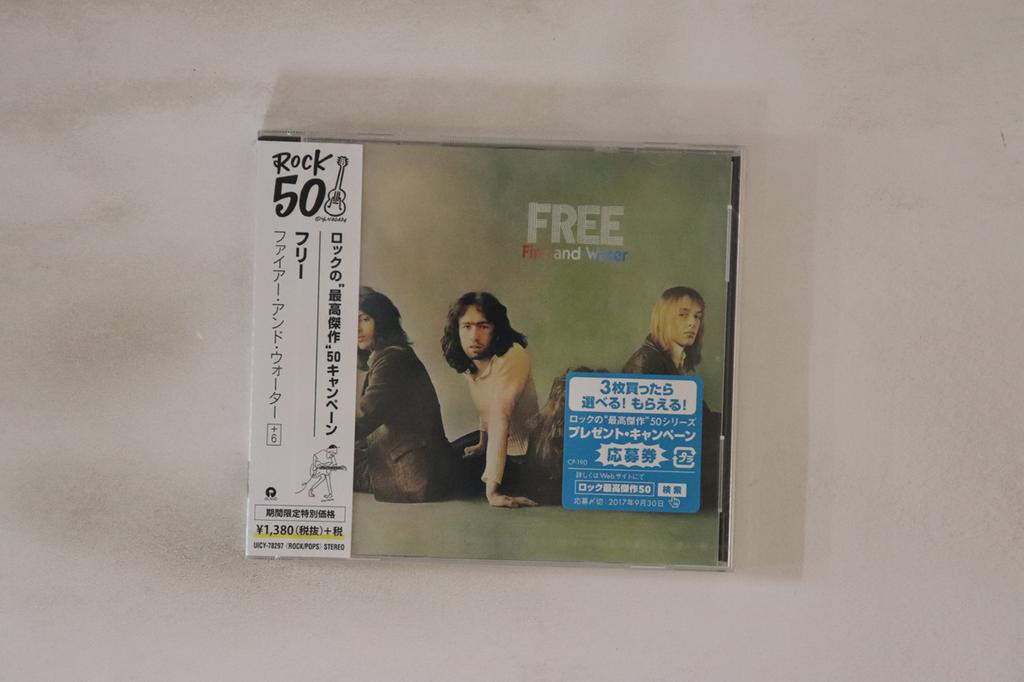 ROCK
50
ロックの"最高傑作"50キャンペーン
フリー
ファイアー・アンド・ウォーター +6
ISLAND
期間限定特別価格
¥1,380(税抜)+税
UICY-78297 (ROCK/POPS) STEREO
FREE
Fire and Water
3枚買ったら
選べる! もらえる!
ロックの"最高傑作"50シリーズ
プレゼント・キャンペーン
応募券
CP-190
詳しくはWebサイトにて
ロック最高傑作50 検索
応募〆切:2017年9月30日